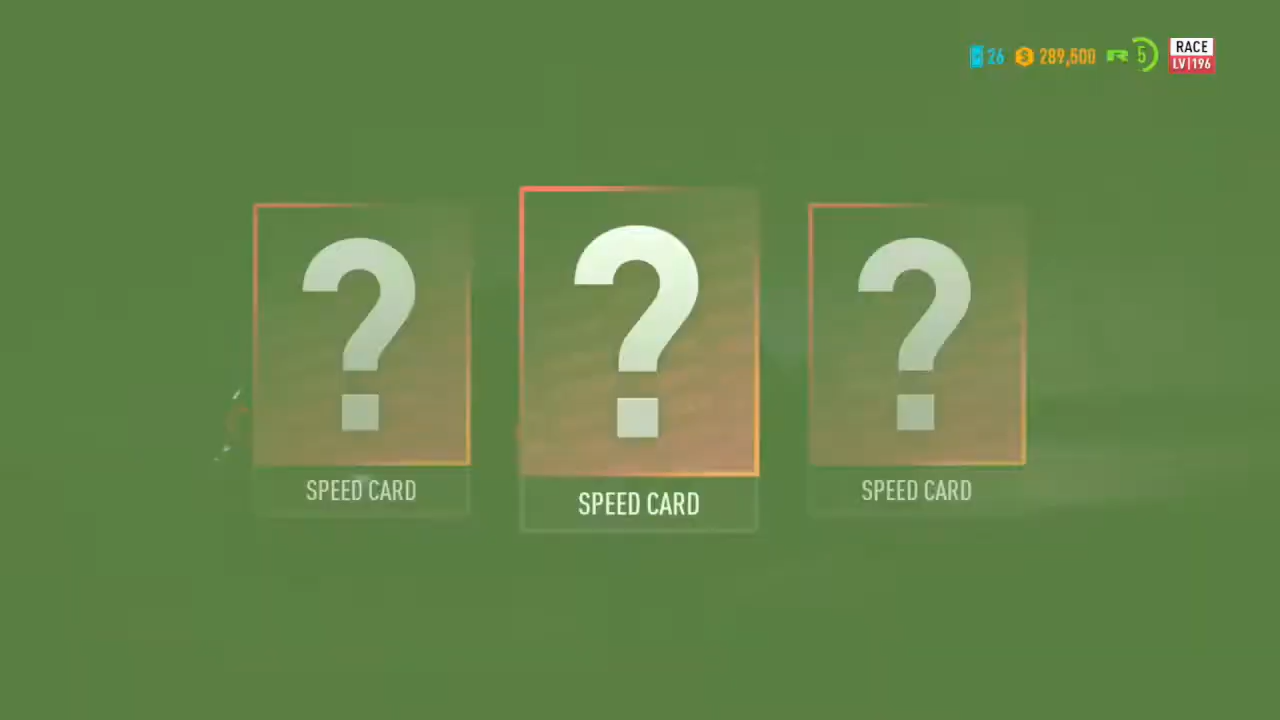 26 289,500 R 5 RACE
LV|196
? ? ?
SPEED CARD SPEED CARD SPEED CARD